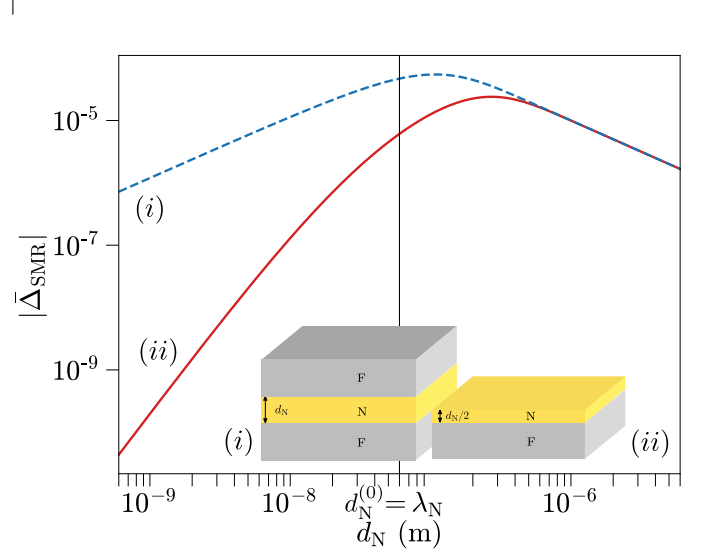 10⁻⁵
(i)
10⁻⁷
|Δ̄_SMR|
(ii)
10⁻⁹
F
d_N N
F
(i)
d_N/2 N
F
(ii)
10⁻⁹ 10⁻⁸ d_N^(0) = λ_N 10⁻⁶
d_N (m)